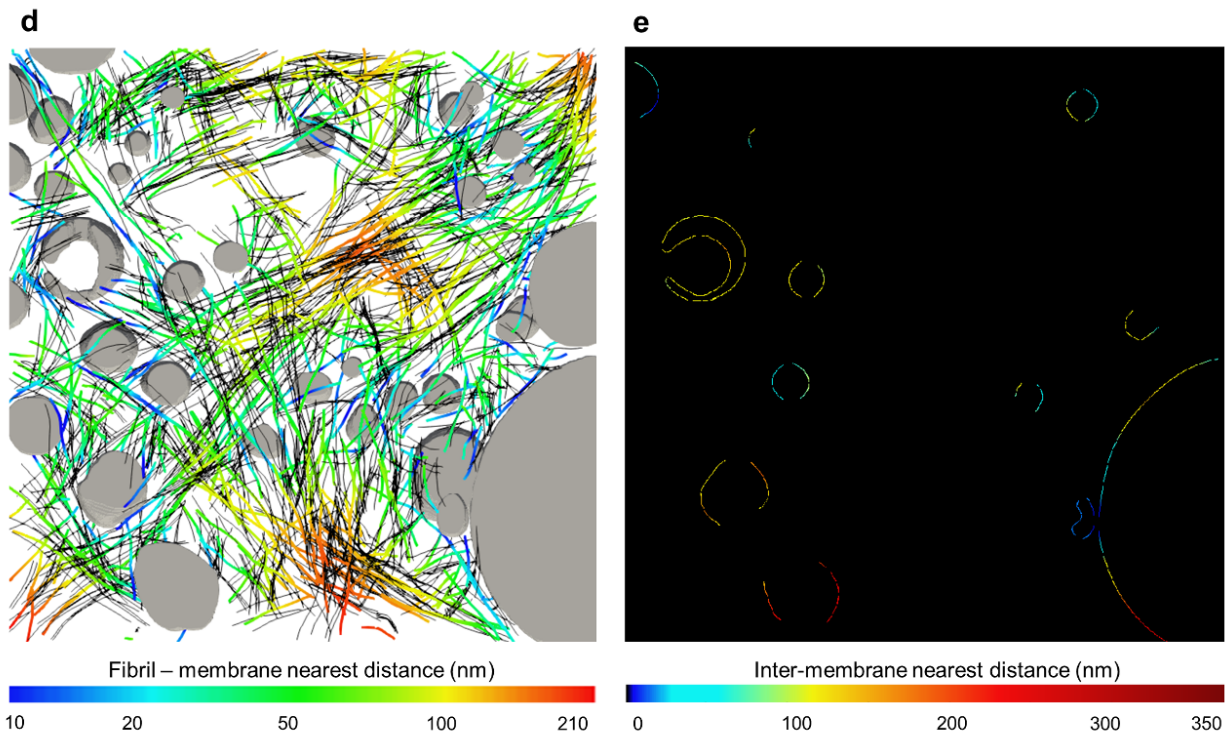 d
e
Fibril – membrane nearest distance (nm)
Inter-membrane nearest distance (nm)
10 20 50 100 210
0 100 200 300 350